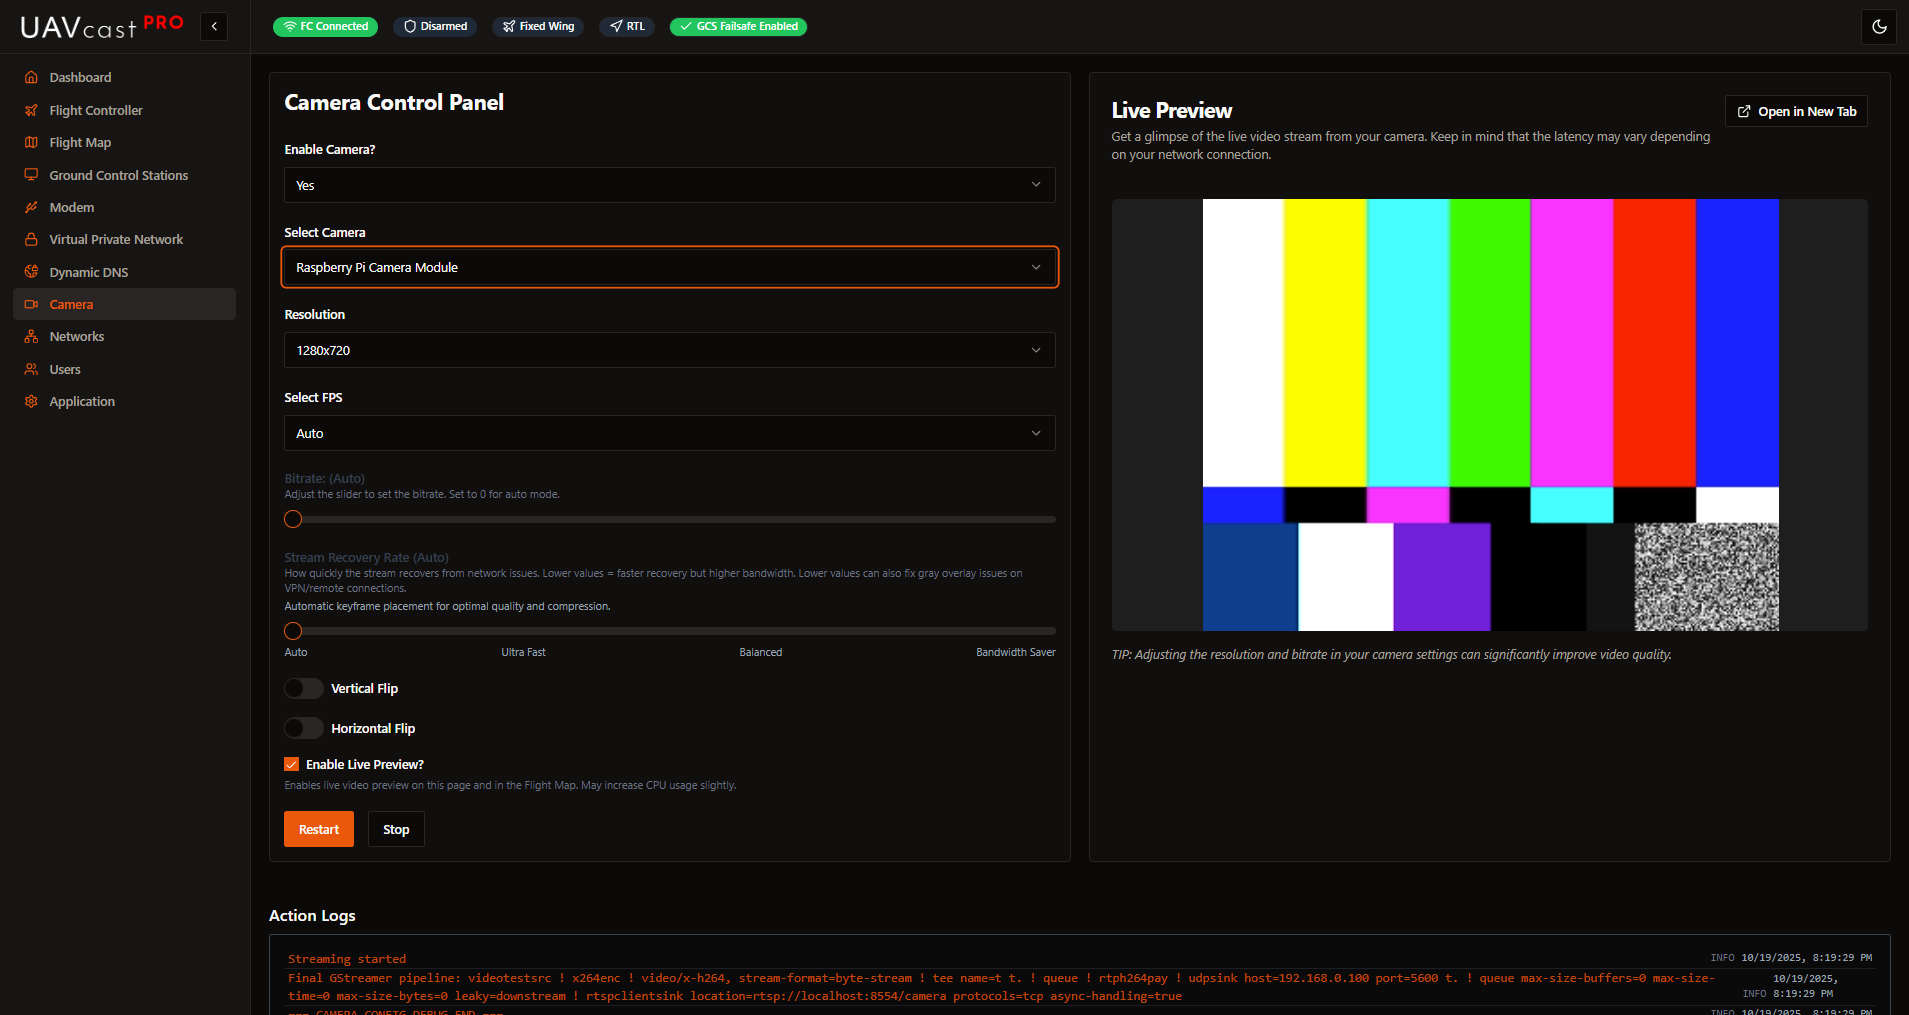 UAVcast PRO
FC Connected
Disarmed
Fixed Wing
RTL
GCS Failsafe Enabled
Dashboard
Flight Controller
Flight Map
Ground Control Stations
Modem
Virtual Private Network
Dynamic DNS
Camera
Networks
Users
Application
Camera Control Panel
Enable Camera?
Yes
Select Camera
Raspberry Pi Camera Module
Resolution
1280x720
Select FPS
Auto
Bitrate: (Auto)
Adjust the slider to set the bitrate. Set to 0 for auto mode.
Stream Recovery Rate (Auto)
How quickly the stream recovers from network issues. Lower values = faster recovery but higher bandwidth. Lower values can also fix gray overlay issues on
VPN/remote connections.
Automatic keyframe placement for optimal quality and compression.
Auto Ultra Fast Balanced Bandwidth Saver
Vertical Flip
Horizontal Flip
Enable Live Preview?
Enables live video preview on this page and in the Flight Map. May increase CPU usage slightly.
Restart
Stop
Live Preview
Open in New Tab
Get a glimpse of the live video stream from your camera. Keep in mind that the latency may vary depending
on your network connection.
TIP: Adjusting the resolution and bitrate in your camera settings can significantly improve video quality.
Action Logs
Streaming started INFO 10/19/2025, 8:19:29 PM
Final GStreamer pipeline: videotestsrc ! x264enc ! video/x-h264, stream-format=byte-stream ! tee name=t t. ! queue ! rtph264pay ! udpsink host=192.168.0.100 port=5600 t. ! queue max-size-buffers=0 max-size-
time=0 max-size-bytes=0 leaky=downstream ! rtspclientsink location=rtsp://localhost:8554/camera protocols=tcp async-handling=true
10/19/2025,
INFO 8:19:29 PM
=== CAMERA CONFIG DEBUG END === INFO 10/19/2025, 8:19:29 PM